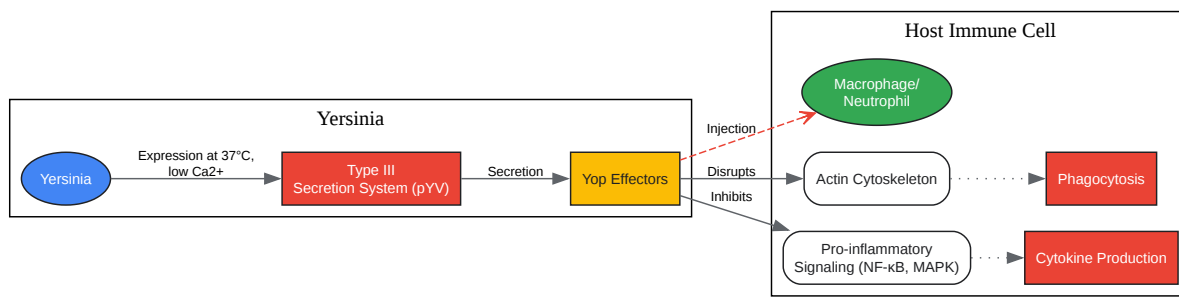 Host Immune Cell
Macrophage/
Neutrophil
Yersinia
Injection
Yersinia
Expression at 37°C,
low Ca2+
Type III
Secretion System (pYV)
Secretion
Yop Effectors
Disrupts
Actin Cytoskeleton
Phagocytosis
Inhibits
Pro-inflammatory
Signaling (NF-κB, MAPK)
Cytokine Production